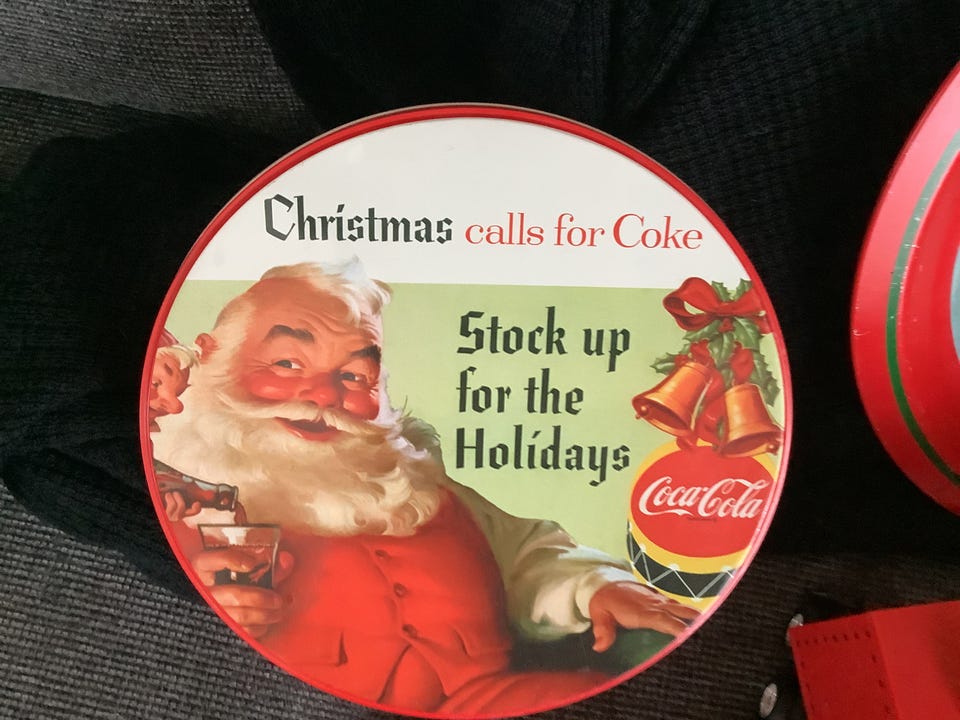 Christmas calls for Coke
Stock up
for the
Holidays
Coca-Cola